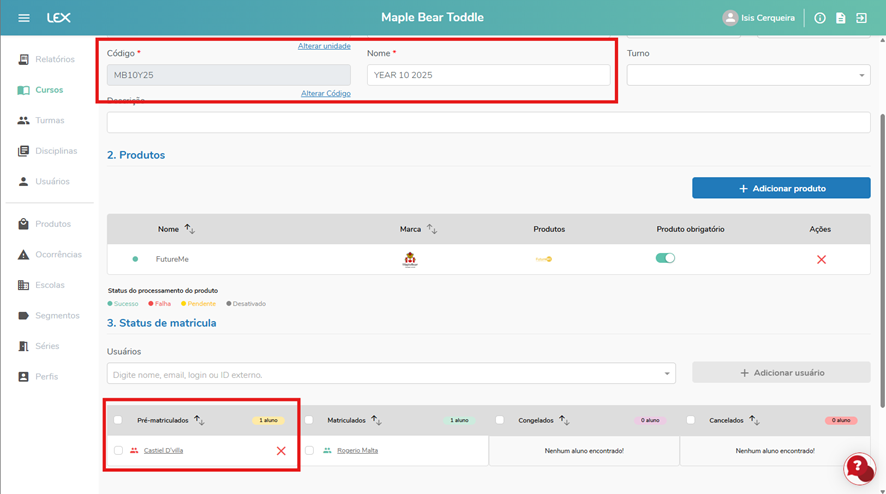 LEX
Maple Bear Toddle
Isis Cerqueira
Relatórios
Cursos
Turmas
Disciplinas
Usuários
Produtos
Ocorrências
Escolas
Segmentos
Séries
Perfis
Alterar unidade
Código *
Nome *
Turno
MB10Y25
YEAR 10 2025
Alterar Código
Descrição
2. Produtos
+ Adicionar produto
Nome
Marca
Produtos
Produto obrigatório
Ações
FutureMe
Status do processamento do produto
Sucesso
Falha
Pendente
Desativado
3. Status de matricula
Usuários
Digite nome, email, login ou ID externo.
+ Adicionar usuário
Pré-matriculados
1 aluno
Matriculados
1 aluno
Congelados
0 aluno
Cancelados
0 aluno
Castiel D'villa
Rogerio Malta
Nenhum aluno encontrado!
Nenhum aluno encontrado!
?